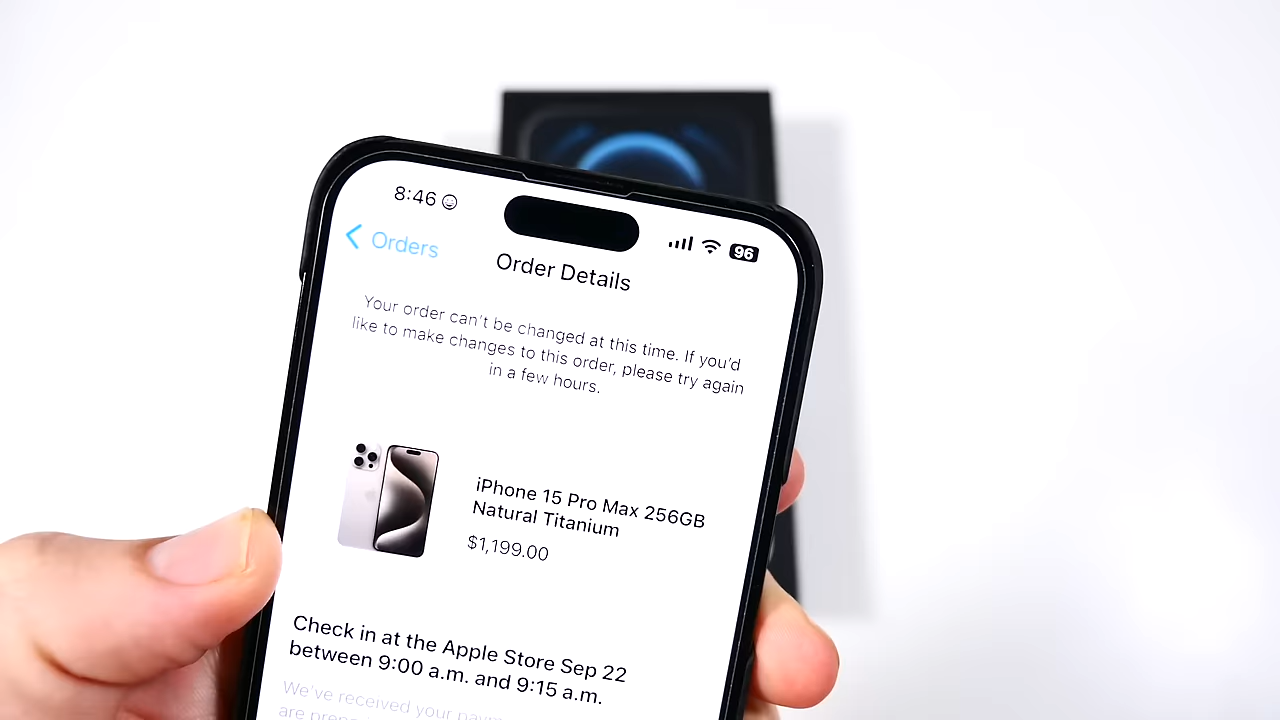 8:46
96
Orders
Order Details
Your order can't be changed at this time. If you'd
like to make changes to this order, please try again
in a few hours.
iPhone 15 Pro Max 256GB
Natural Titanium
$1,199.00
Check in at the Apple Store Sep 22
between 9:00 a.m. and 9:15 a.m.
We've received your
are